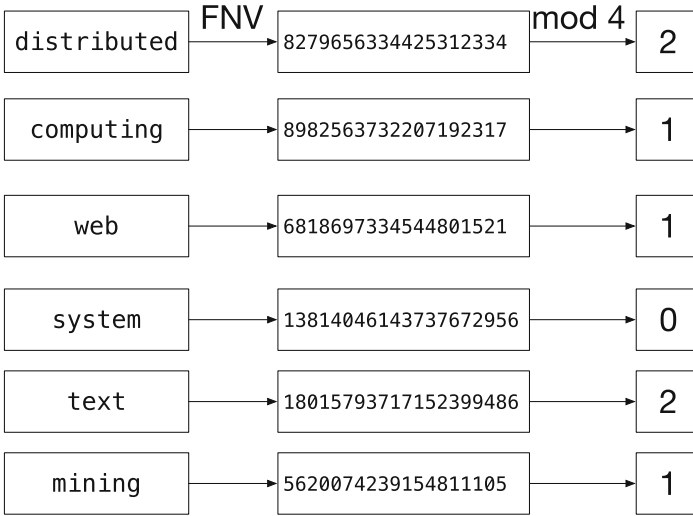 FNV mod 4
distributed 8279656334425312334 2
computing 8982563732207192317 1
web 6818697334544801521 1
system 13814046143737672956 0
text 18015793717152399486 2
mining 5620074239154811105 1